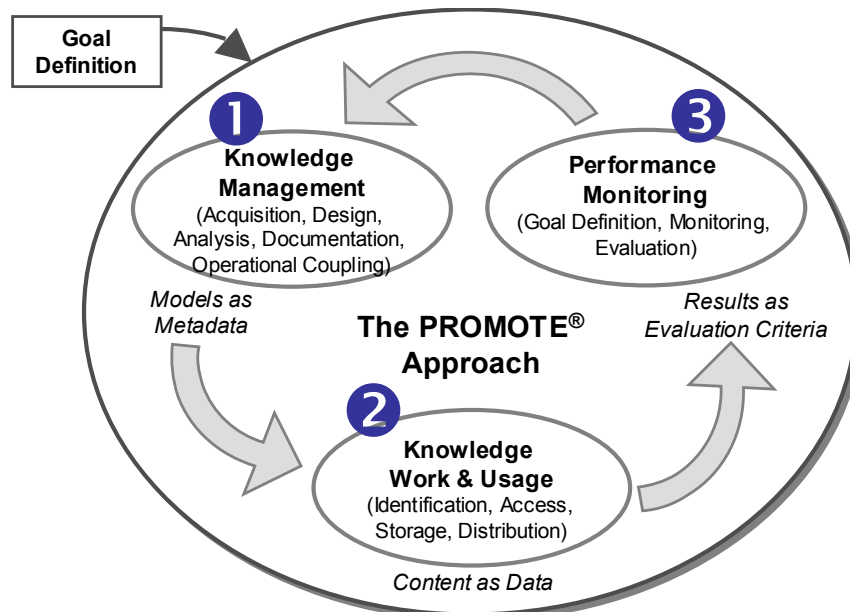 Goal
Definition
1
Knowledge
Management
(Acquisition, Design,
Analysis, Documentation,
Operational Coupling)
Models as
Metadata
3
Performance
Monitoring
(Goal Definition, Monitoring,
Evaluation)
Results as
Evaluation Criteria
The PROMOTE®
Approach
2
Knowledge
Work & Usage
(Identification, Access,
Storage, Distribution)
Content as Data